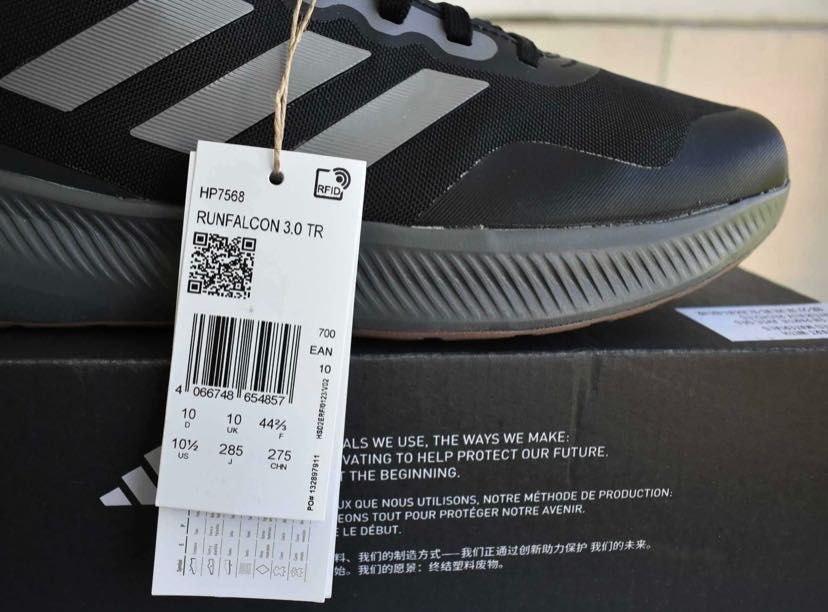 RFID
HP7568
RUNFALCON 3.0 TR
700
EAN
10
4 066748 654857
HSD2ERF/0123/V02
10 10 44⅔
D UK F
10½ 285 275
US J CHN
PO# 132897911
ALS WE USE, THE WAYS WE MAKE:
VATING TO HELP PROTECT OUR FUTURE.
T THE BEGINNING.
UX QUE NOUS UTILISONS, NOTRE MÉTHODE DE PRODUCTION:
EONS TOUT POUR PROTÉGER NOTRE AVENIR.
E LE DÉBUT.
料、我们的制造方式——我们正通过创新助力保护 我们的未来。
始。我们的愿景：终结塑料废物。